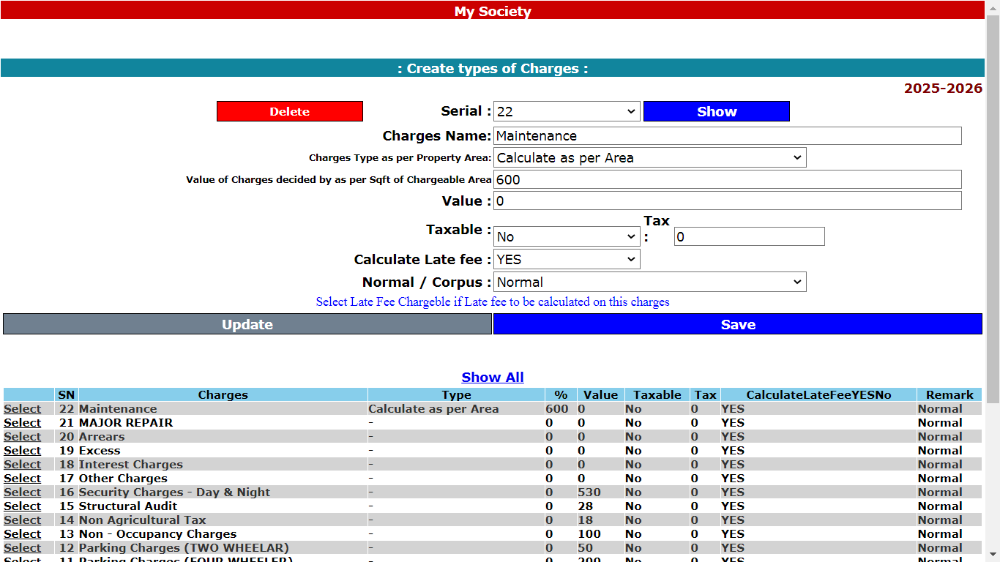 My Society
: Create types of Charges :
2025-2026
Delete Serial : 22 Show
Charges Name: Maintenance
Charges Type as per Property Area: Calculate as per Area
Value of Charges decided by as per Sqft of Chargeable Area 600
Value : 0
Taxable : No Tax : 0
Calculate Late fee : YES
Normal / Corpus : Normal
Select Late Fee Chargeble if Late fee to be calculated on this charges
Update Save
Show All
SN Charges Type % Value Taxable Tax CalculateLateFeeYESNo Remark
Select 22 Maintenance Calculate as per Area 600 0 No 0 YES Normal
Select 21 MAJOR REPAIR - 0 0 No 0 YES Normal
Select 20 Arrears - 0 0 No 0 YES Normal
Select 19 Excess - 0 0 No 0 YES Normal
Select 18 Interest Charges - 0 0 No 0 YES Normal
Select 17 Other Charges - 0 0 No 0 YES Normal
Select 16 Security Charges - Day & Night - 0 530 No 0 YES Normal
Select 15 Structural Audit - 0 28 No 0 YES Normal
Select 14 Non Agricultural Tax - 0 18 No 0 YES Normal
Select 13 Non - Occupancy Charges - 0 100 No 0 YES Normal
Select 12 Parking Charges (TWO WHEELAR) - 0 50 No 0 YES Normal
Select 11 Parking Charges (FOUR WHEELER) - 0 200 No 0 YES Normal